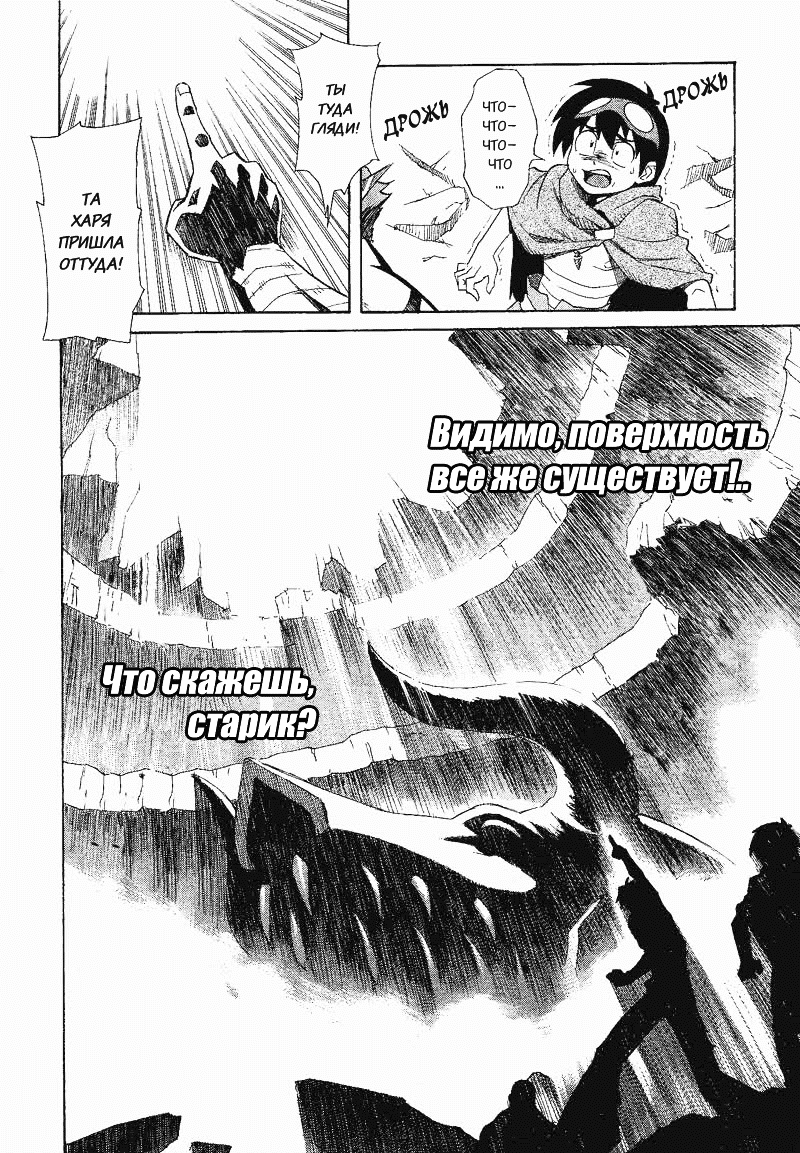 ДРОЖЬ
ЧТО-
ЧТО-
ЧТО-
ЧТО
...
ДРОЖЬ
ТЫ
ТУДА
ГЛЯДИ!
ТА
ХАРЯ
ПРИШЛА
ОТТУДА!
Видимо, поверхность
все же существует!..
Что скажешь,
старик?